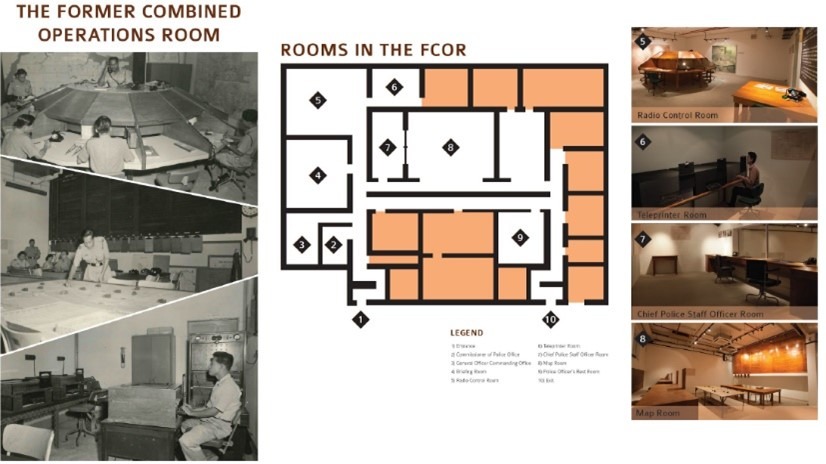 THE FORMER COMBINED
OPERATIONS ROOM
ROOMS IN THE FCOR
5
6
7
8
4
3
2
9
1
10
LEGEND
1) Entrance
2) Commissioner of Police Office
3) General Officer Commanding Office
4) Briefing Room
5) Radio Control Room
6) Teleprinter Room
7) Chief Police Staff Officer Room
8) Map Room
9) Police Officer's Rest Room
10) Exit
5
Radio Control Room
6
Teleprinter Room
7
Chief Police Staff Officer Room
8
Map Room